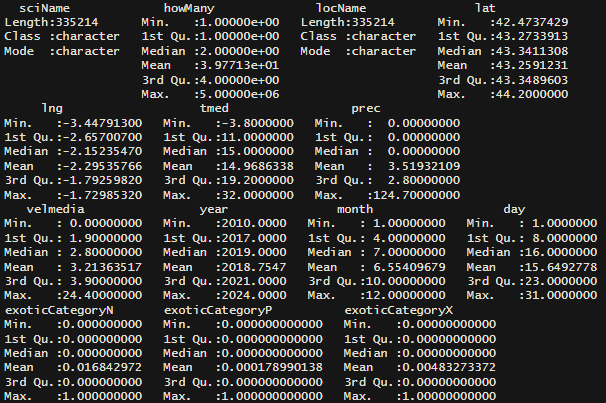 sciName howMany locName lat
Length:335214 Min. :1.00000e+00 Length:335214 Min. :42.4737429
Class :character 1st Qu.:1.00000e+00 Class :character 1st Qu.:43.2733913
Mode :character Median :2.00000e+00 Mode :character Median :43.3411308
Mean :3.97713e+01 Mean :43.2591231
3rd Qu.:4.00000e+00 3rd Qu.:43.3489603
Max. :5.00000e+06 Max. :44.2000000
lng tmed prec
Min. :-3.44791300 Min. :-3.8000000 Min. : 0.00000000
1st Qu.:-2.65700700 1st Qu.:11.0000000 1st Qu.: 0.00000000
Median :-2.15235470 Median :15.0000000 Median : 0.00000000
Mean :-2.29535766 Mean :14.9686338 Mean : 3.51932109
3rd Qu.:-1.79259820 3rd Qu.:19.2000000 3rd Qu.: 2.80000000
Max. :-1.72985320 Max. :32.0000000 Max. :124.70000000
velmedia year month day
Min. : 0.00000000 Min. :2010.0000 Min. : 1.00000000 Min. : 1.0000000
1st Qu.: 1.90000000 1st Qu.:2017.0000 1st Qu.: 4.00000000 1st Qu.: 8.0000000
Median : 2.80000000 Median :2019.0000 Median : 7.00000000 Median :16.0000000
Mean : 3.21363517 Mean :2018.7547 Mean : 6.55409679 Mean :15.6492778
3rd Qu.: 3.90000000 3rd Qu.:2021.0000 3rd Qu.:10.00000000 3rd Qu.:23.0000000
Max. :24.40000000 Max. :2024.0000 Max. :12.00000000 Max. :31.0000000
exoticCategoryN exoticCategoryP exoticCategoryX
Min. :0.000000000 Min. :0.000000000000 Min. :0.00000000000
1st Qu.:0.000000000 1st Qu.:0.000000000000 1st Qu.:0.00000000000
Median :0.000000000 Median :0.000000000000 Median :0.00000000000
Mean :0.016842972 Mean :0.000178990138 Mean :0.00483273372
3rd Qu.:0.000000000 3rd Qu.:0.000000000000 3rd Qu.:0.00000000000
Max. :1.000000000 Max. :1.000000000000 Max. :1.00000000000